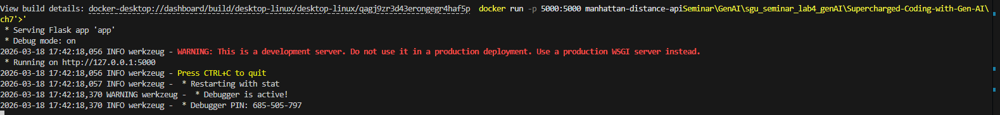 View build details: docker-desktop://dashboard/build/desktop-linux/desktop-linux/qagj9zr3d43erongegr4haf5p  docker run -p 5000:5000 manhattan-distance-apiSeminar\GenAI\sgu_seminar_lab4_genAI\Supercharged-Coding-with-Gen-AI\
ch7'>'
 * Serving Flask app 'app'
 * Debug mode: on
2026-03-18 17:42:18,056 INFO werkzeug - WARNING: This is a development server. Do not use it in a production deployment. Use a production WSGI server instead.
 * Running on http://127.0.0.1:5000
2026-03-18 17:42:18,056 INFO werkzeug - Press CTRL+C to quit
2026-03-18 17:42:18,057 INFO werkzeug -  * Restarting with stat
2026-03-18 17:42:18,370 WARNING werkzeug -  * Debugger is active!
2026-03-18 17:42:18,370 INFO werkzeug -  * Debugger PIN: 685-505-797